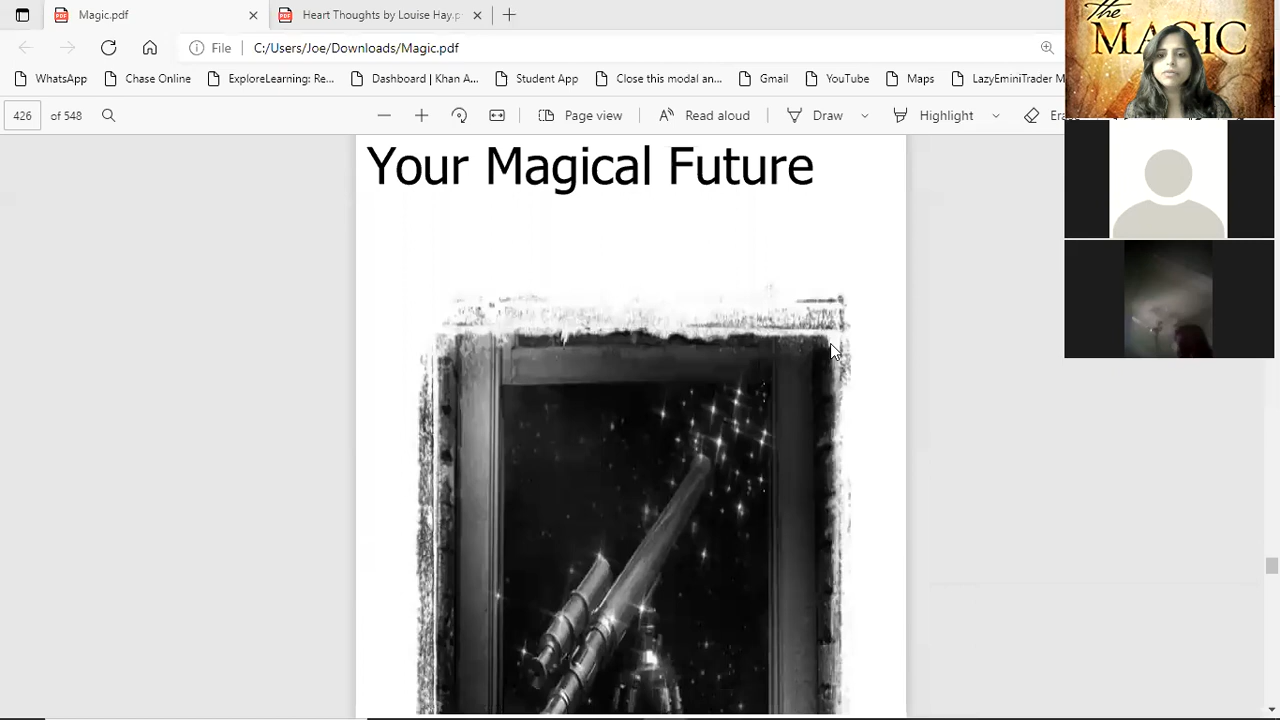 Magic.pdf
Heart Thoughts by Louise Hay.p
File C:/Users/Joe/Downloads/Magic.pdf
WhatsApp Chase Online ExploreLearning: Re... Dashboard | Khan A... Student App Close this modal an... Gmail YouTube Maps LazyEminiTrader M
426 of 548 Page view Read aloud Draw Highlight Era
Your Magical Future
The
MAGIC